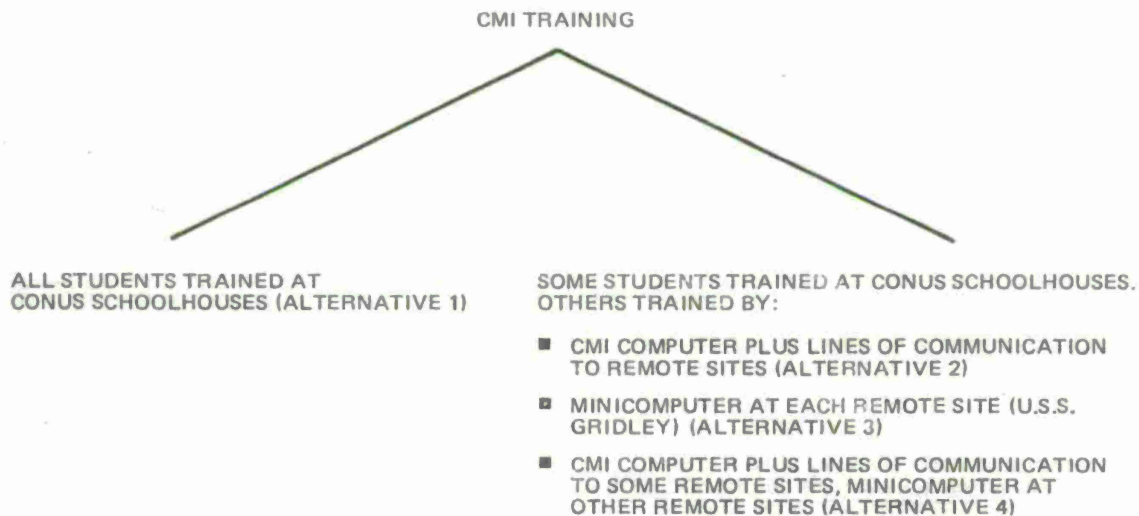 CMI TRAINING
ALL STUDENTS TRAINED AT
CONUS SCHOOLHOUSES (ALTERNATIVE 1)
SOME STUDENTS TRAINED AT CONUS SCHOOLHOUSES.
OTHERS TRAINED BY:
■ CMI COMPUTER PLUS LINES OF COMMUNICATION
TO REMOTE SITES (ALTERNATIVE 2)
■ MINICOMPUTER AT EACH REMOTE SITE (U.S.S.
GRIDLEY) (ALTERNATIVE 3)
■ CMI COMPUTER PLUS LINES OF COMMUNICATION
TO SOME REMOTE SITES, MINICOMPUTER AT
OTHER REMOTE SITES (ALTERNATIVE 4)